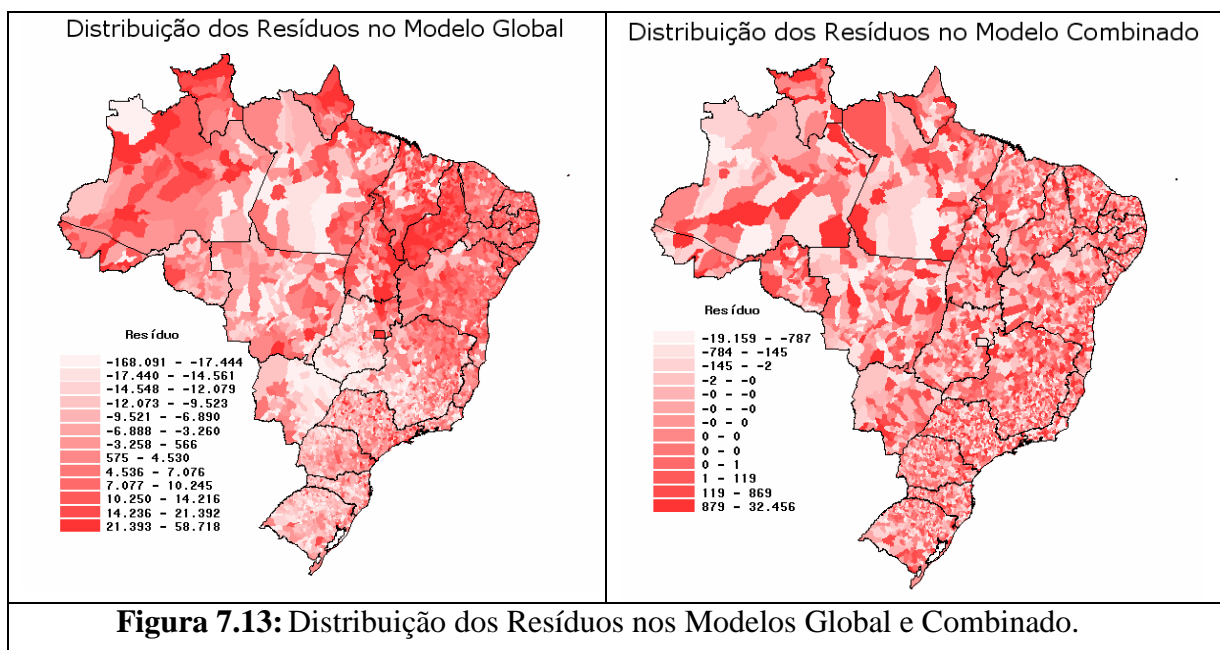 Distribuição dos Resíduos no Modelo Global
Resíduo
-168.091 - -17.444
-17.440 - -14.561
-14.548 - -12.079
-12.073 - -9.523
-9.521 - -6.890
-6.888 - -3.260
-3.258 - 566
575 - 4.530
4.536 - 7.076
7.077 - 10.245
10.250 - 14.216
14.236 - 21.392
21.393 - 58.718
Distribuição dos Resíduos no Modelo Combinado
Resíduo
-19.159 - -787
-784 - -145
-145 - -2
-2 - -0
-0 - -0
-0 - 0
0 - 0
0 - 0
0 - 1
1 - 119
119 - 869
879 - 32.456
Figura 7.13: Distribuição dos Resíduos nos Modelos Global e Combinado.